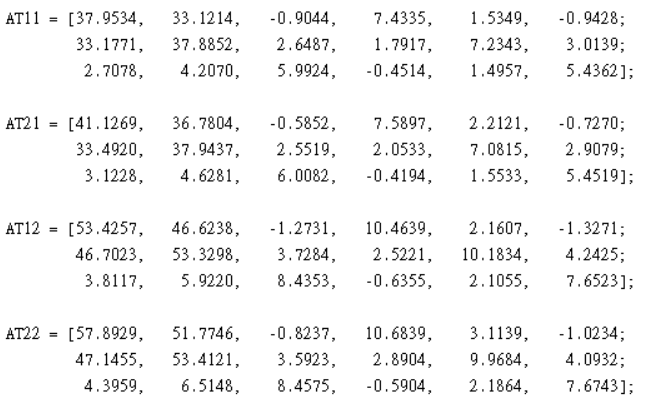 AT11 = [37.9534, 33.1214, -0.9044, 7.4335, 1.5349, -0.9428;
33.1771, 37.8852, 2.6487, 1.7917, 7.2343, 3.0139;
2.7078, 4.2070, 5.9924, -0.4514, 1.4957, 5.4362];
AT21 = [41.1269, 36.7804, -0.5852, 7.5897, 2.2121, -0.7270;
33.4920, 37.9437, 2.5519, 2.0533, 7.0815, 2.9079;
3.1228, 4.6281, 6.0082, -0.4194, 1.5533, 5.4519];
AT12 = [53.4257, 46.6238, -1.2731, 10.4639, 2.1607, -1.3271;
46.7023, 53.3298, 3.7284, 2.5221, 10.1834, 4.2425;
3.8117, 5.9220, 8.4353, -0.6355, 2.1055, 7.6523];
AT22 = [57.8929, 51.7746, -0.8237, 10.6839, 3.1139, -1.0234;
47.1455, 53.4121, 3.5923, 2.8904, 9.9684, 4.0932;
4.3959, 6.5148, 8.4575, -0.5904, 2.1864, 7.6743];